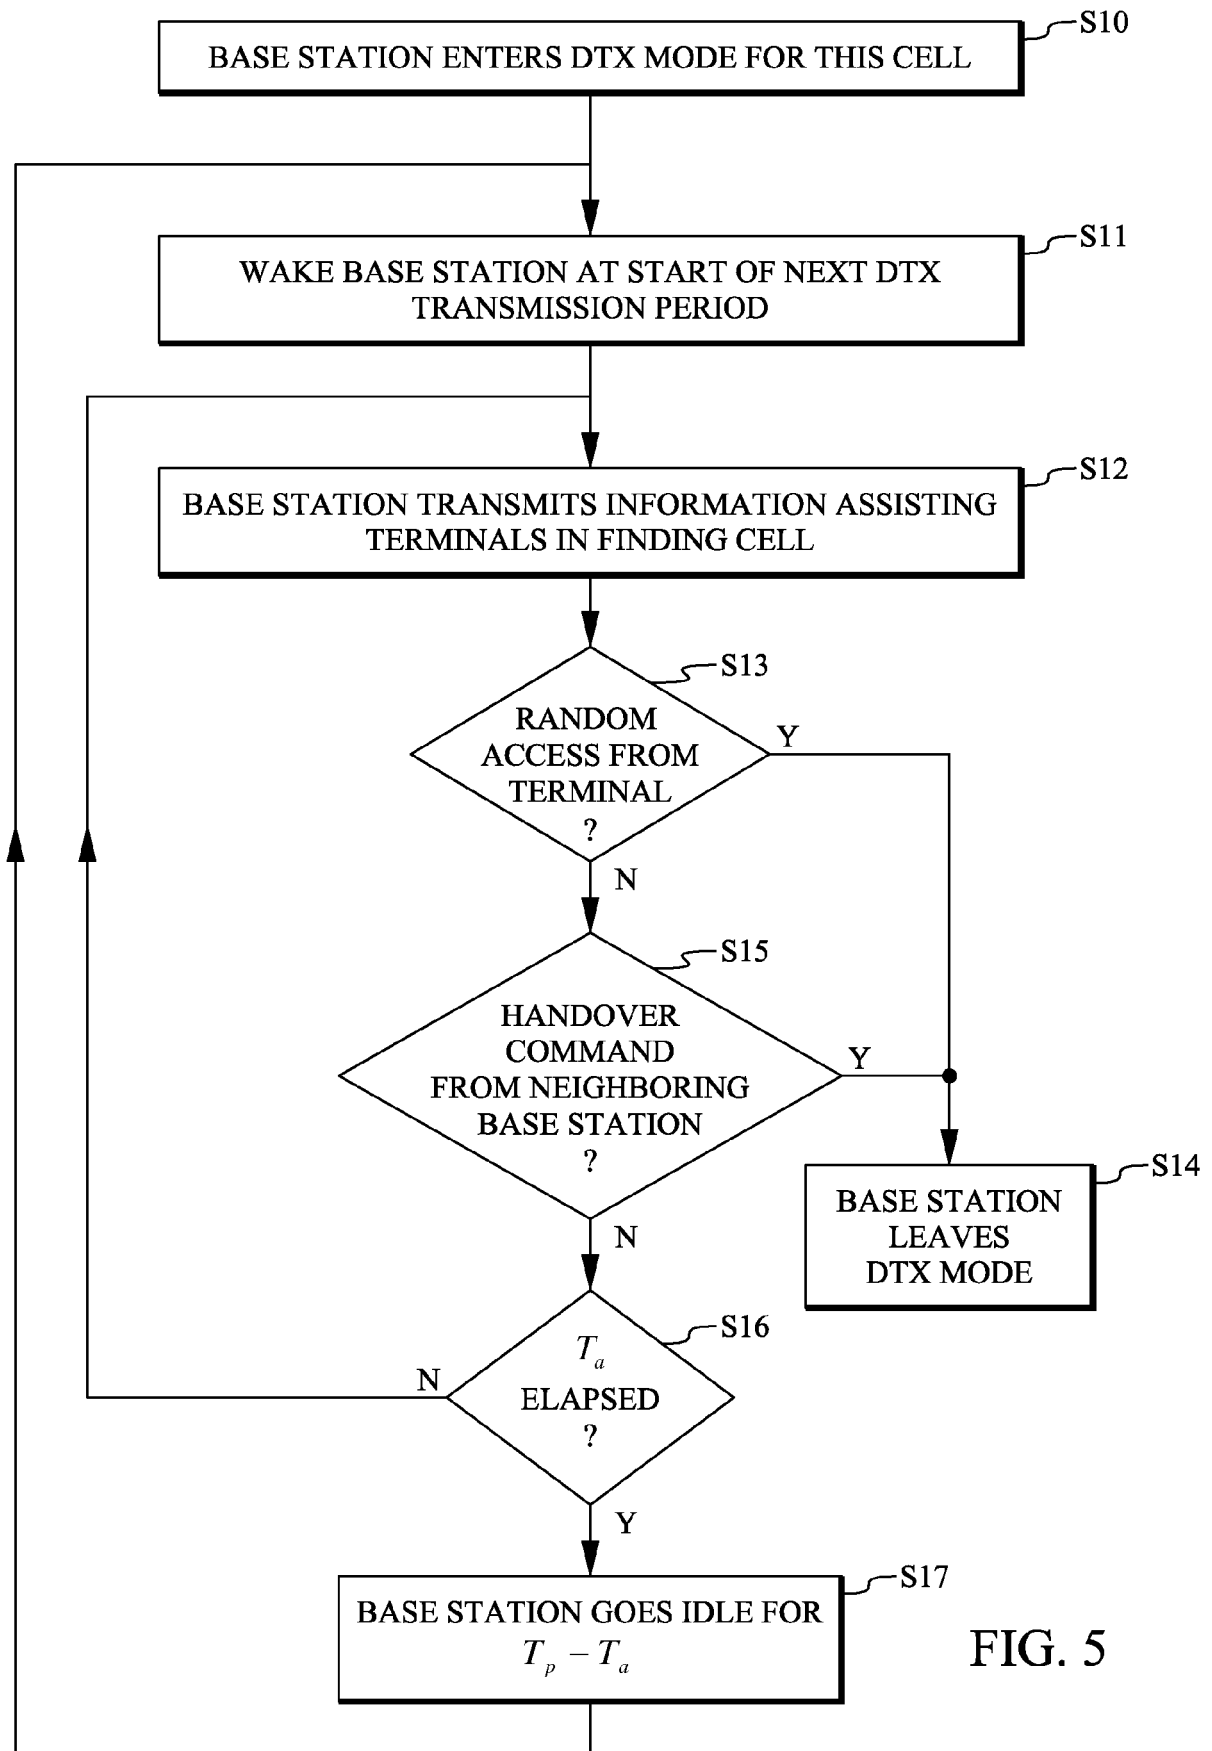 S10
BASE STATION ENTERS DTX MODE FOR THIS CELL
S11
WAKE BASE STATION AT START OF NEXT DTX
TRANSMISSION PERIOD
S12
BASE STATION TRANSMITS INFORMATION ASSISTING
TERMINALS IN FINDING CELL
S13
RANDOM
ACCESS FROM
TERMINAL
?
Y
N
S15
HANDOVER
COMMAND
FROM NEIGHBORING
BASE STATION
?
Y
N
S14
BASE STATION
LEAVES
DTX MODE
S16
T_a
ELAPSED
?
N
Y
S17
BASE STATION GOES IDLE FOR
T_p – T_a
FIG. 5